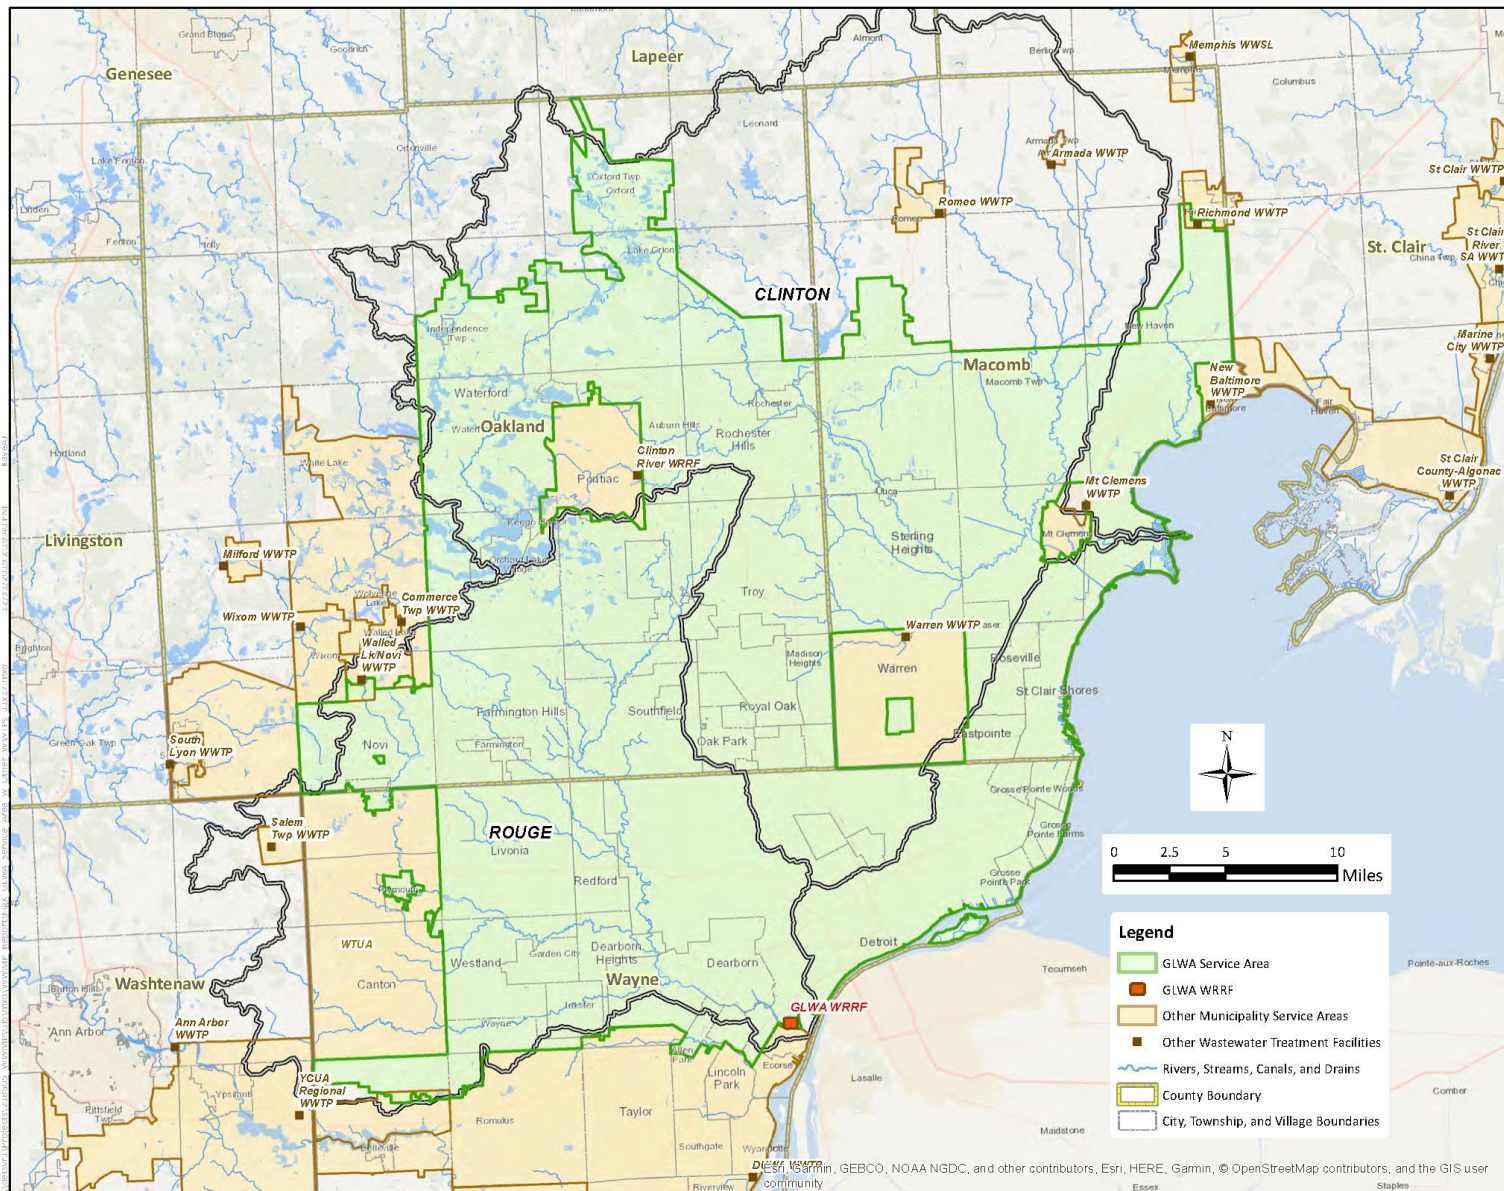 Grand Blanc
Goodrich
Genesee
Lapeer
Almont
Berlin Twp
Memphis WWSL
Memphis
Columbus
Leonard
Ortonville
Lake Fenton
Armada Twp
Armada WWTP
St Clair WWTP
Oxford Twp
Oxford
Linden
Romeo WWTP
Romeo
Richmond WWTP
Fenton
Holly
Lake Orion
St. Clair
St Clair
River
SA WWTP
China Twp
CLINTON
Independence
Twp
New Haven
Marine
City WWTP
Macomb
Macomb Twp
New
Baltimore
WWTP
Baltimore
Fair
Haven
Waterford
Oakland
Rochester
Auburn Hills
Rochester
Hills
Hartland
White Lake
Clinton
River WRRF
Pontiac
St Clair
County-Algonac
WWTP
Utica
Mt Clemens
WWTP
Mt Clemens
Keego Harbor
Sterling
Heights
Livingston
Milford WWTP
Orchard Lake
Village
Troy
Wolverine
Lake
Commerce
Twp WWTP
Wixom WWTP
Warren WWTP
Fraser
Walled Lake
Walled
Lk/Novi
WWTP
Wixom
Brighton
Madison
Heights
Warren
Roseville
St Clair Shores
Farmington Hills
Southfield
Royal Oak
Green Oak Twp
South
Lyon WWTP
Novi
Farmington
Oak Park
Eastpointe
N
Grosse Pointe Woods
Salem
Twp WWTP
ROUGE
Livonia
Grosse
Pointe Farms
0 2.5 5 10
Miles
Redford
Plymouth
Grosse
Pointe Park
WTUA
Dearborn
Heights
Garden City
Westland
Detroit
Dearborn
Legend
GLWA Service Area
GLWA WRRF
Other Municipality Service Areas
Other Wastewater Treatment Facilities
Rivers, Streams, Canals, and Drains
County Boundary
City, Township, and Village Boundaries
Tecumseh
Pointe-aux-Roches
Washtenaw
Barton Hills
Canton
Wayne
Inkster
Wayne
GLWA WRRF
Ann Arbor
Ann Arbor
WWTP
Allen
Park
Ecorse
Lincoln
Park
YCUA
Regional
WWTP
Ypsilanti
Pittsfield
Twp
Romulus
Taylor
Lasalle
Comber
Belleville
Southgate
Wyandotte
Maidstone
Riverview
Essex
Staples
Esri, Garmin, GEBCO, NOAA NGDC, and other contributors, Esri, HERE, Garmin, © OpenStreetMap contributors, and the GIS user
community